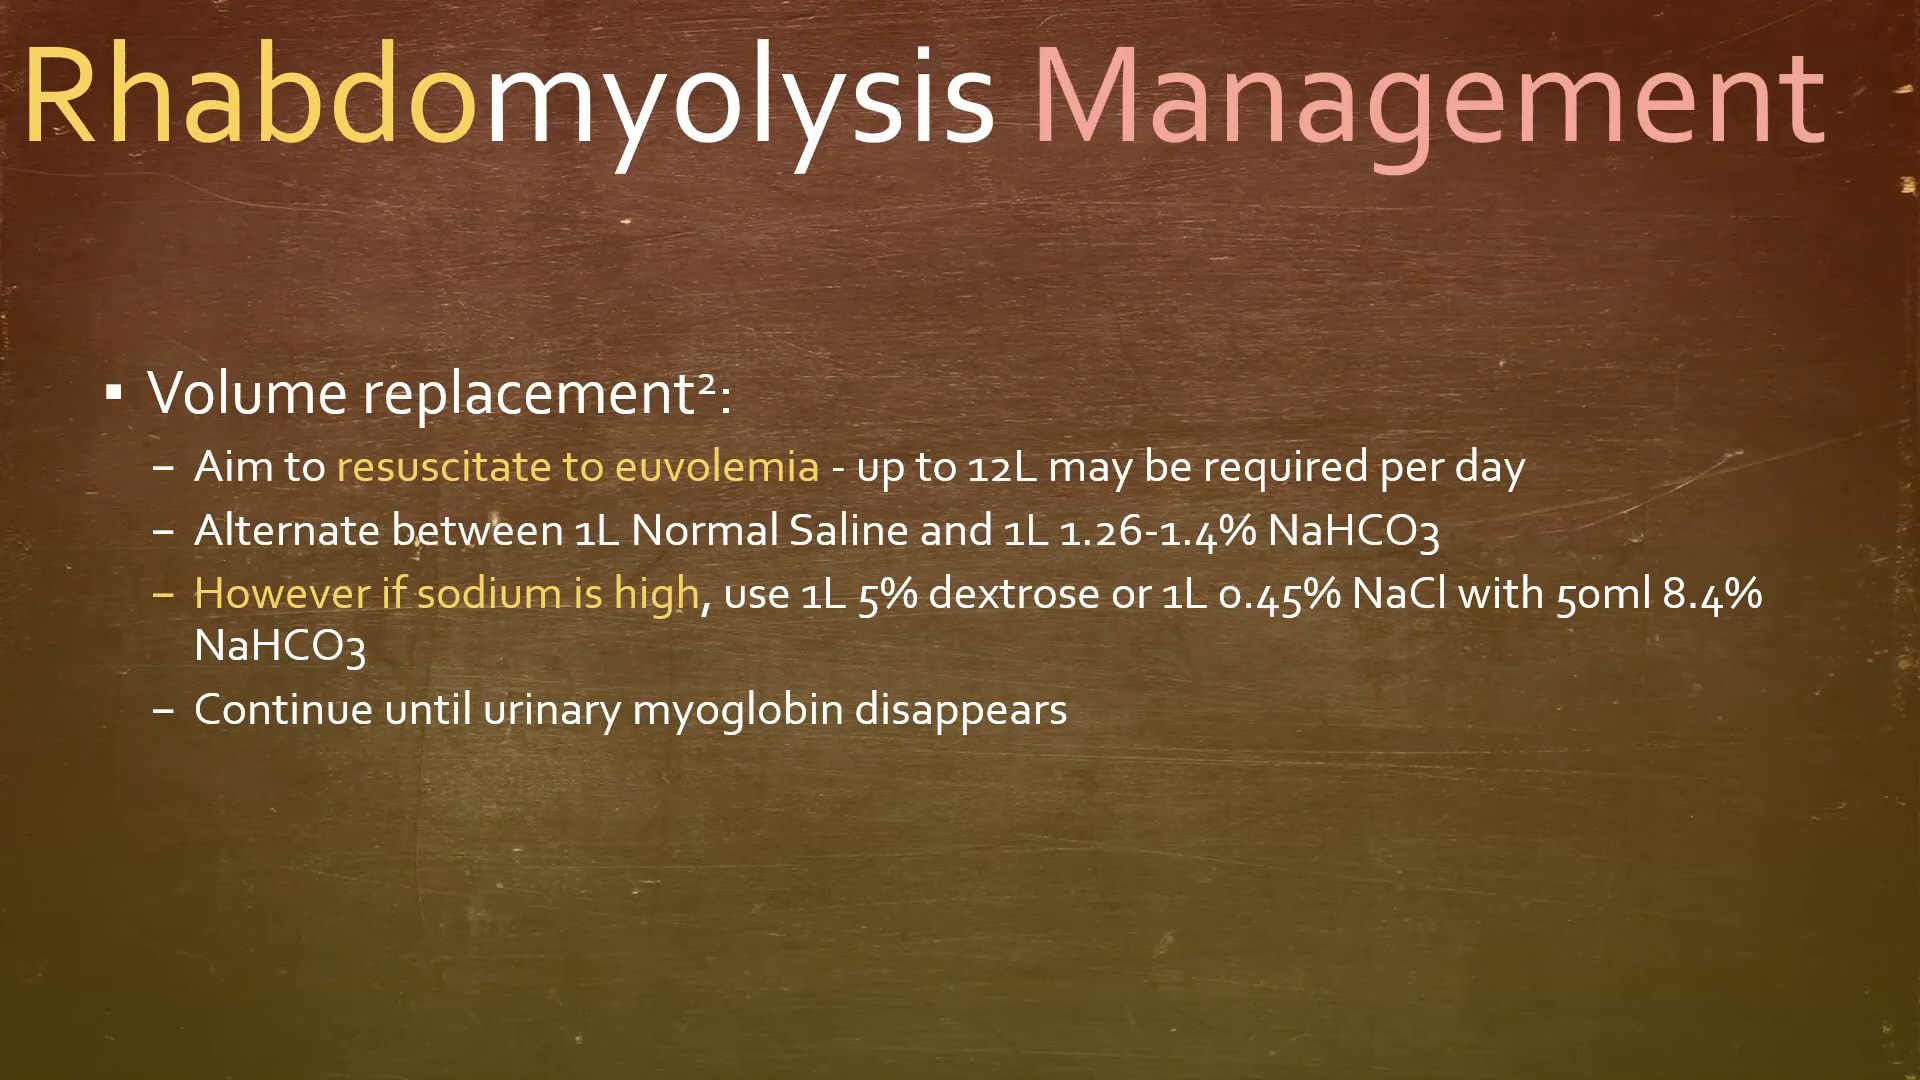 Rhabdomyolysis Management
▪ Volume replacement²:
– Aim to resuscitate to euvolemia - up to 12L may be required per day
– Alternate between 1L Normal Saline and 1L 1.26-1.4% NaHCO3
– However if sodium is high, use 1L 5% dextrose or 1L 0.45% NaCl with 50ml 8.4%
NaHCO3
– Continue until urinary myoglobin disappears